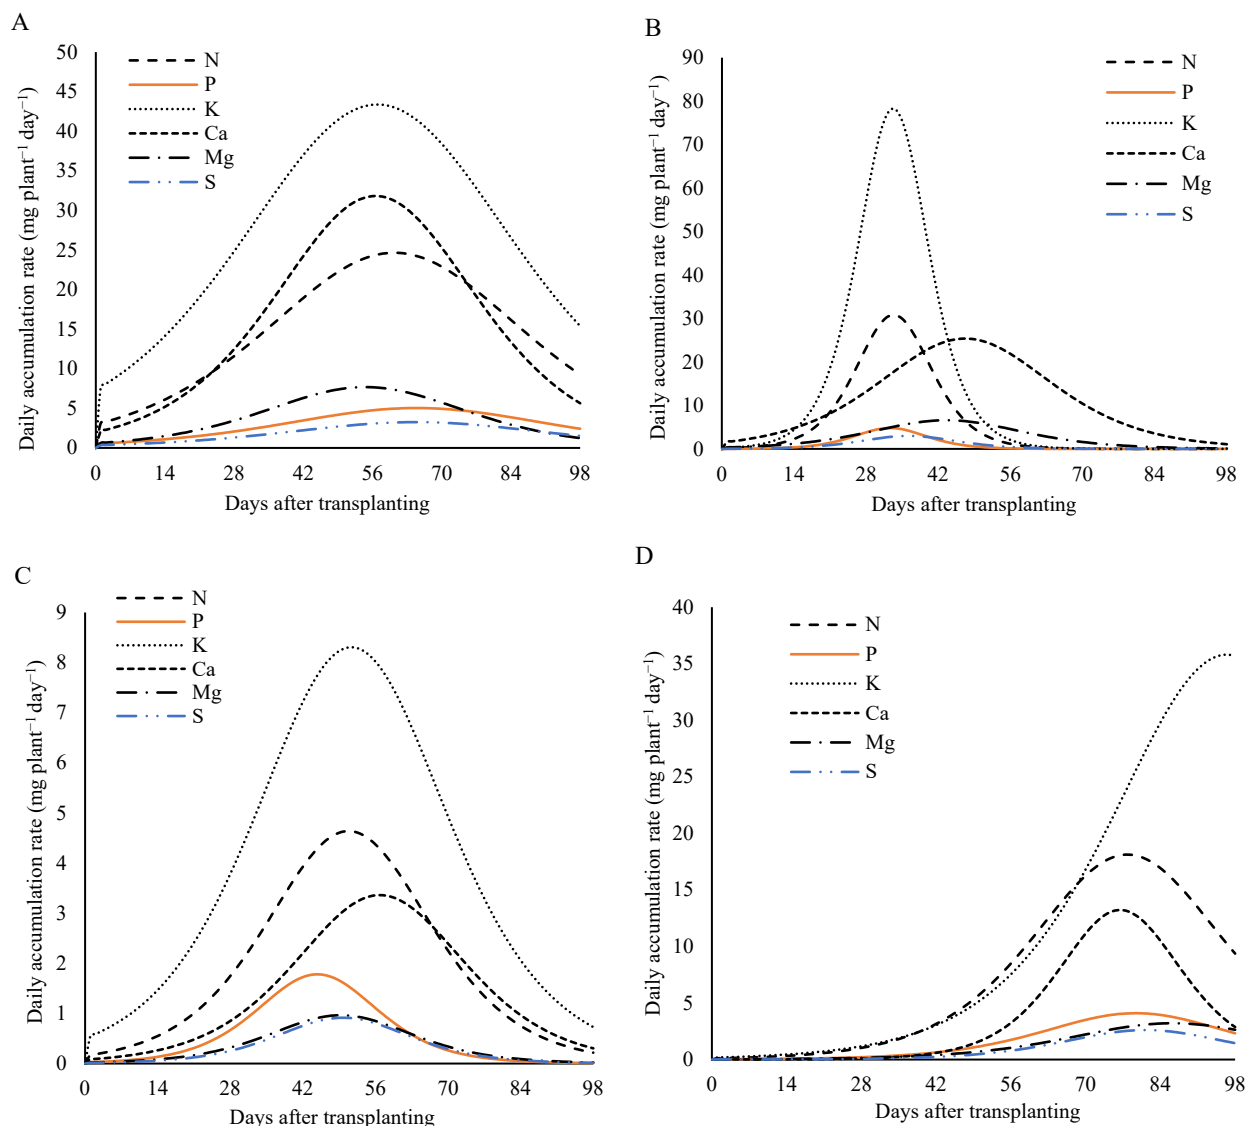 A
Daily accumulation rate (mg plant⁻¹ day⁻¹)
50
45
40
35
30
25
20
15
10
5
0
N
P
K
Ca
Mg
S
0 14 28 42 56 70 84 98
Days after transplanting
B
Daily accumulation rate (mg plant⁻¹ day⁻¹)
90
80
70
60
50
40
30
20
10
0
N
P
K
Ca
Mg
S
0 14 28 42 56 70 84 98
Days after transplanting
C
Daily accumulation rate (mg plant⁻¹ day⁻¹)
9
8
7
6
5
4
3
2
1
0
N
P
K
Ca
Mg
S
0 14 28 42 56 70 84 98
Days after transplanting
D
Daily accumulation rate (mg plant⁻¹ day⁻¹)
40
35
30
25
20
15
10
5
0
N
P
K
Ca
Mg
S
0 14 28 42 56 70 84 98
Days after transplanting